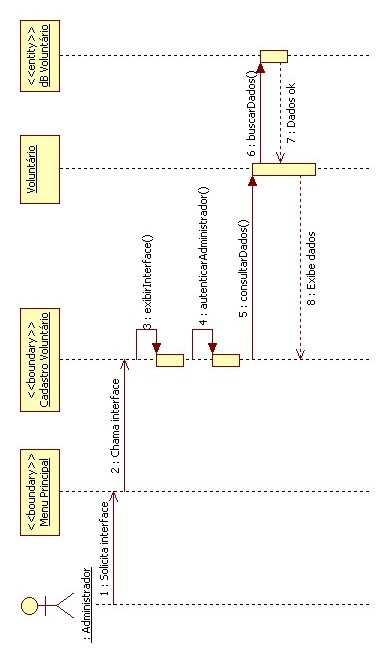 : Administrador
<<boundary>>
Menu Principal
<<boundary>>
Cadastro Voluntário
Voluntário
<<entity>>
dB Voluntário
1 : Solicita interface
2 : Chama interface
3 : exibirInterface()
4 : autenticarAdministrador()
5 : consultarDados()
6 : buscarDados()
7 : Dados ok
8 : Exibe dados